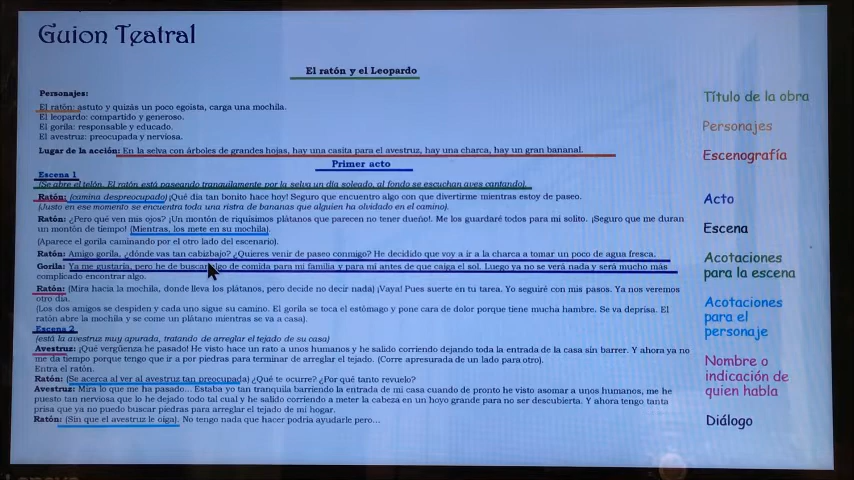 Guion Teatral
El ratón y el Leopardo
Personajes:
El ratón: astuto y quizás un poco egoista, carga una mochila.
El leopardo: compartido y generoso.
El gorila: responsable y educado.
El avestruz: preocupada y nerviosa.
Lugar de la acción: En la selva con árboles de grandes hojas, hay una casita para el avestruz, hay una charca, hay un gran bananal.
Primer acto
Escena 1
(Se abre el telón. El ratón está paseando tranquilamente por la selva un día soleado, al fondo se escuchan aves cantando).
Ratón: (camina despreocupado) ¡Qué día tan bonito hace hoy! Seguro que encuentro algo con que divertirme mientras estoy de paseo.
(Justo en ese momento se encuentra toda una ristra de bananas que alguien ha olvidado en el camino).
Ratón: ¿Pero qué ven mis ojos? ¡Un montón de riquísimos plátanos que parecen no tener dueño!. Me los guardaré todos para mi solito. ¡Seguro que me duran
un montón de tiempo! (Mientras, los mete en su mochila).
(Aparece el gorila caminando por el otro lado del escenario).
Ratón: Amigo gorila, ¿dónde vas tan cabizbajo? ¿Quieres venir de paseo conmigo? He decidido que voy a ir a la charca a tomar un poco de agua fresca.
Gorila: Ya me gustaría, pero he de buscar algo de comida para mi familia y para mí antes de que caiga el sol. Luego ya no se verá nada y será mucho más
complicado encontrar algo.
Ratón: (Mira hacia la mochila, donde lleva los plátanos, pero decide no decir nada) ¡Vaya! Pues suerte en tu tarea. Yo seguiré con mis pasos. Ya nos veremos
otro día.
(Los dos amigos se despiden y cada uno sigue su camino. El gorila se toca el estómago y pone cara de dolor porque tiene mucha hambre. Se va deprisa. El
ratón abre la mochila y se come un plátano mientras se va a casa).
Escena 2
(está la avestruz muy apurada, tratando de arreglar el tejado de su casa)
Avestruz: ¡Qué vergüenza he pasado! He visto hace un rato a unos humanos y he salido corriendo dejando toda la entrada de la casa sin barrer. Y ahora ya no
me da tiempo porque tengo que ir a por piedras para terminar de arreglar el tejado. (Corre apresurada de un lado para otro).
Entra el ratón.
Ratón: (Se acerca al ver al avestruz tan preocupada) ¿Qué te ocurre? ¿Por qué tanto revuelo?
Avestruz: Mira lo que me ha pasado... Estaba yo tan tranquila barriendo la entrada de mi casa cuando de pronto he visto asomar a unos humanos, me he
puesto tan nerviosa que lo he dejado todo tal cual y he salido corriendo a meter la cabeza en un hoyo grande para no ser descubierta. Y ahora tengo tanta
prisa que ya no puedo buscar piedras para arreglar el tejado de mi hogar.
Ratón: (Sin que el avestruz le oiga). No tengo nada que hacer podría ayudarle pero...
Título de la obra
Personajes
Escenografía
Acto
Escena
Acotaciones
para la escena
Acotaciones
para el
personaje
Nombre o
indicación de
quien habla
Diálogo